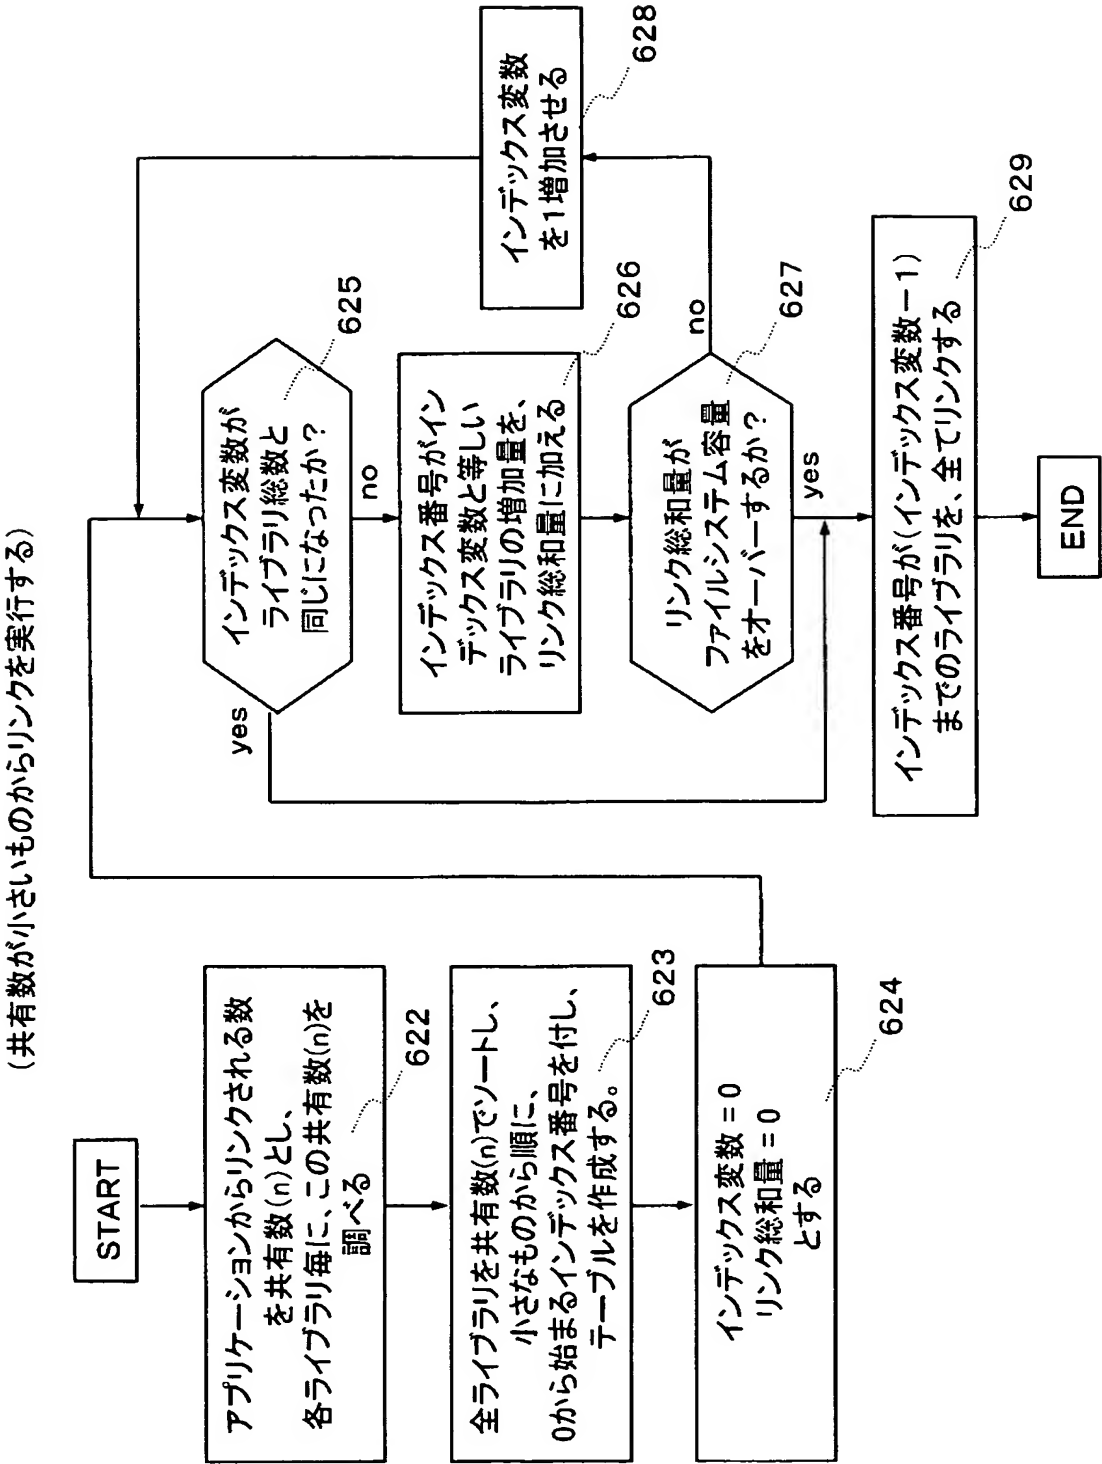 (共有数が小さいものからリンクを実行する)
START
アプリケーションからリンクされる数
を共有数(n)とし、
各ライブラリ毎に、この共有数(n)を
調べる
622
全ライブラリを共有数(n)でソートし、
小さなものから順に、
0から始まるインデックス番号を付し、
テーブルを作成する。
623
インデックス変数=0
リンク総和量=0
とする
624
インデックス変数が
ライブラリ総数と
同じになったか?
625
yes
no
インデックス番号がイン
デックス変数と等しい
ライブラリの増加量を、
リンク総和量に加える
626
リンク総和量が
ファイルシステム容量
をオーバーするか?
627
no
yes
インデックス変数
を1増加させる
628
インデックス番号が(インデックス変数-1)
までのライブラリを、全てリンクする
629
END